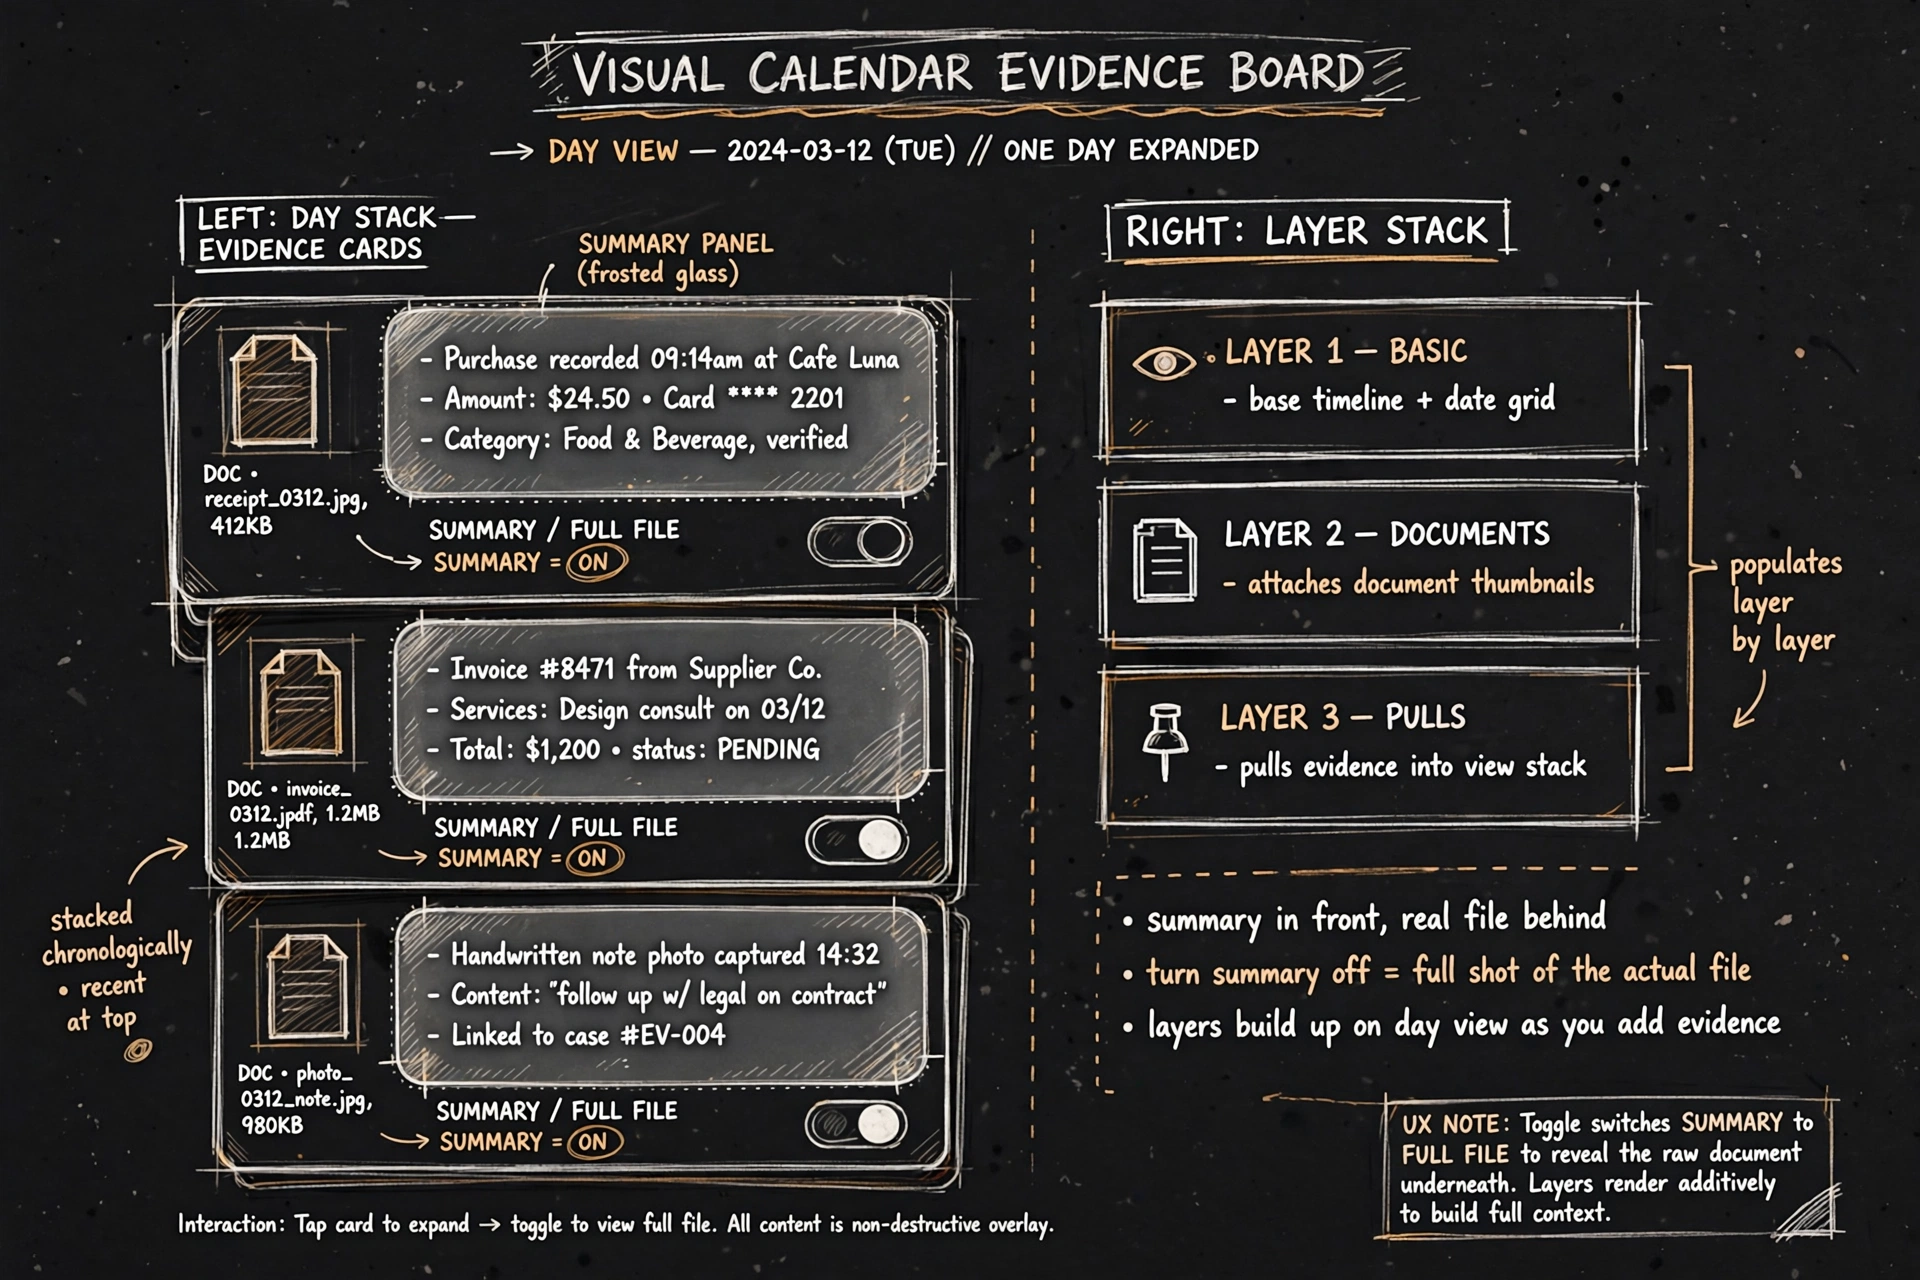 VISUAL CALENDAR EVIDENCE BOARD
→ DAY VIEW — 2024-03-12 (TUE) // ONE DAY EXPANDED
LEFT: DAY STACK—
EVIDENCE CARDS
SUMMARY PANEL
(frosted glass)
- Purchase recorded 09:14am at Cafe Luna
- Amount: $24.50 • Card **** 2201
- Category: Food & Beverage, verified
DOC •
receipt_0312.jpg,
412KB
SUMMARY / FULL FILE
SUMMARY = ON
- Invoice #8471 from Supplier Co.
- Services: Design consult on 03/12
- Total: $1,200 • status: PENDING
DOC • invoice_
0312.jpdf, 1.2MB
1.2MB
SUMMARY / FULL FILE
SUMMARY = ON
stacked
chronologically
• recent
at top
- Handwritten note photo captured 14:32
- Content: "follow up w/ legal on contract"
- Linked to case #EV-004
DOC • photo_
0312_note.jpg,
980KB
SUMMARY / FULL FILE
SUMMARY = ON
Interaction: Tap card to expand → toggle to view full file. All content is non-destructive overlay.
RIGHT: LAYER STACK
LAYER 1 — BASIC
- base timeline + date grid
LAYER 2 — DOCUMENTS
- attaches document thumbnails
LAYER 3 — PULLS
- pulls evidence into view stack
populates
layer
by layer
• summary in front, real file behind
• turn summary off = full shot of the actual file
• layers build up on day view as you add evidence
UX NOTE: Toggle switches SUMMARY to
FULL FILE to reveal the raw document
underneath. Layers render additively
to build full context.